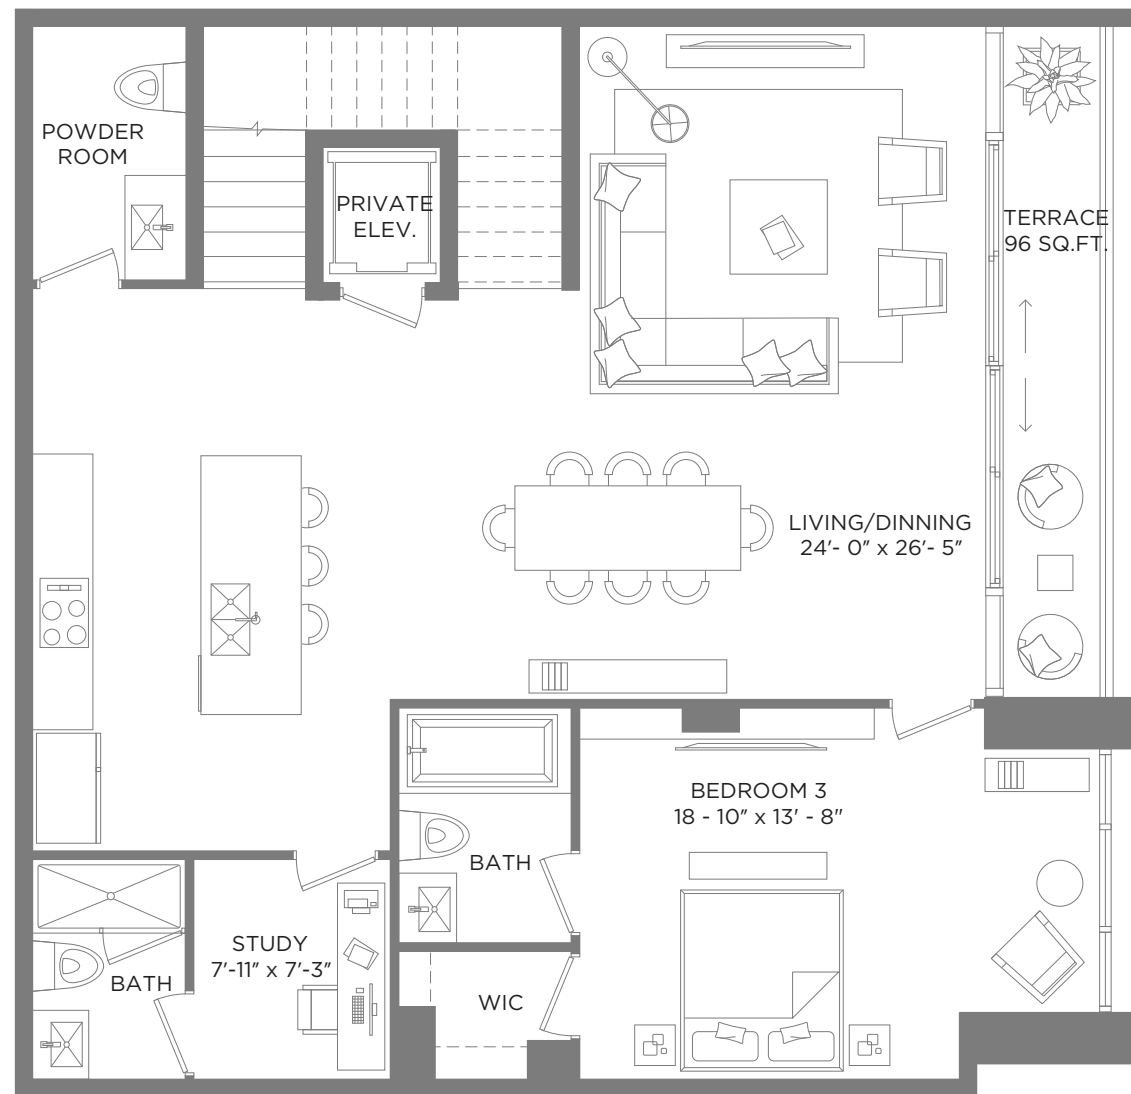 POWDER
ROOM
PRIVATE
ELEV.
TERRACE
96 SQ.FT.
LIVING/DINNING
24'- 0" x 26'- 5"
BEDROOM 3
18 - 10" x 13' - 8"
BATH
STUDY
7'-11" x 7'-3"
BATH
WIC